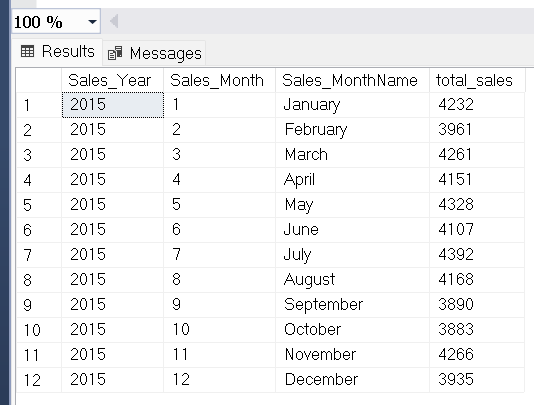 100 %
Results Messages
Sales_Year Sales_Month Sales_MonthName total_sales
1 2015 1 January 4232
2 2015 2 February 3961
3 2015 3 March 4261
4 2015 4 April 4151
5 2015 5 May 4328
6 2015 6 June 4107
7 2015 7 July 4392
8 2015 8 August 4168
9 2015 9 September 3890
10 2015 10 October 3883
11 2015 11 November 4266
12 2015 12 December 3935